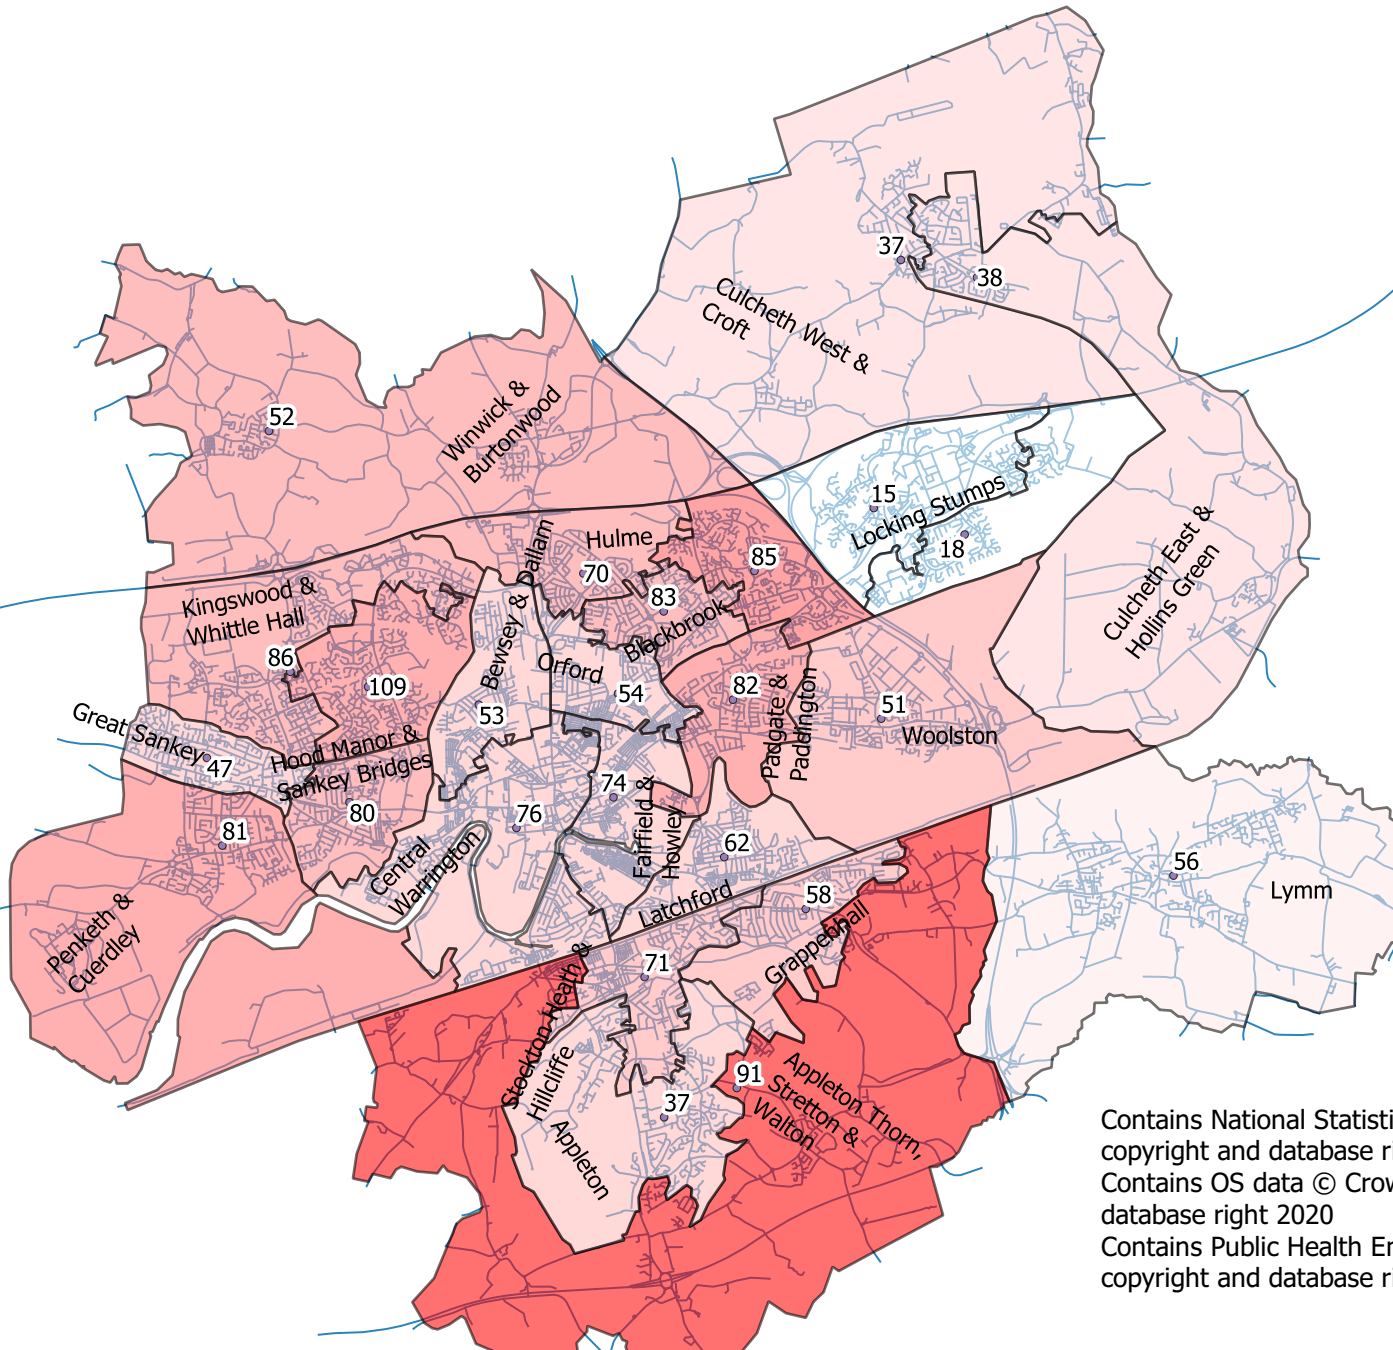 37
38
Culcheth West &
Croft
52
Winwick &
Burtonwood
15
Locking Stumps
18
Culcheth East &
Hollins Green
Hulme
70
85
83
Blackbrook
Kingswood &
Whittle Hall
86
109
Bewsey & Dallam
53
Orford
54
82
Padgate &
Paddington
51
Woolston
Great Sankey
47
Hood Manor &
Sankey Bridges
80
81
Penketh &
Cuerdley
Central
Warrington
76
74
Fairfield &
Howley
62
Latchford
58
Grappenhall
56
Lymm
71
Stockton Heath &
Hillcliffe
37
Appleton
91
Appleton Thorn,
Stretton &
Walton
Contains National Statisti
copyright and database ri
Contains OS data © Crow
database right 2020
Contains Public Health En
copyright and database ri